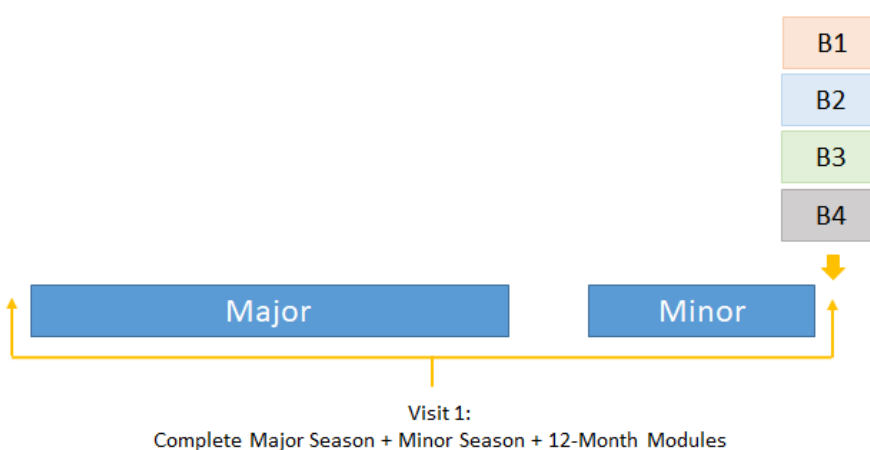 B1
B2
B3
B4
Major
Minor
Visit 1:
Complete Major Season + Minor Season + 12-Month Modules